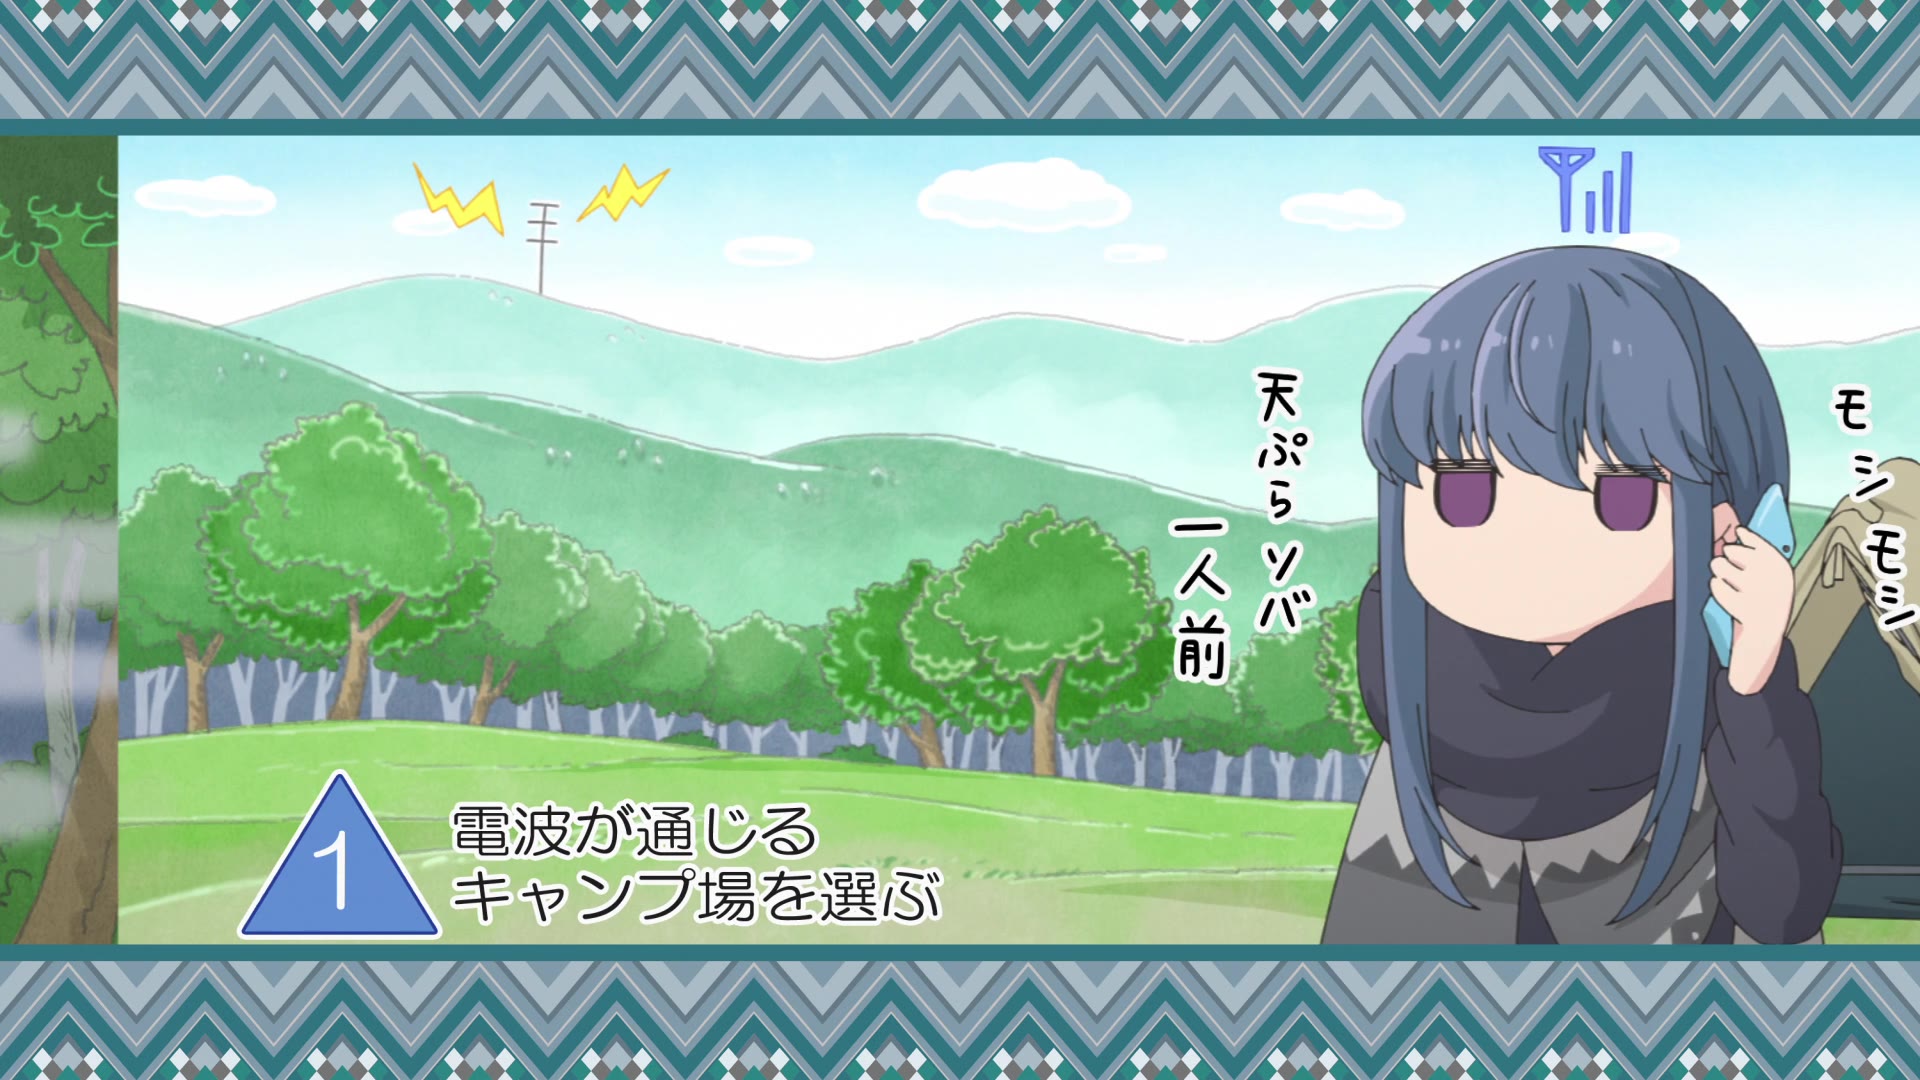 モシモシ
天ぷらソバ
一人前
1
電波が通じる
キャンプ場を選ぶ